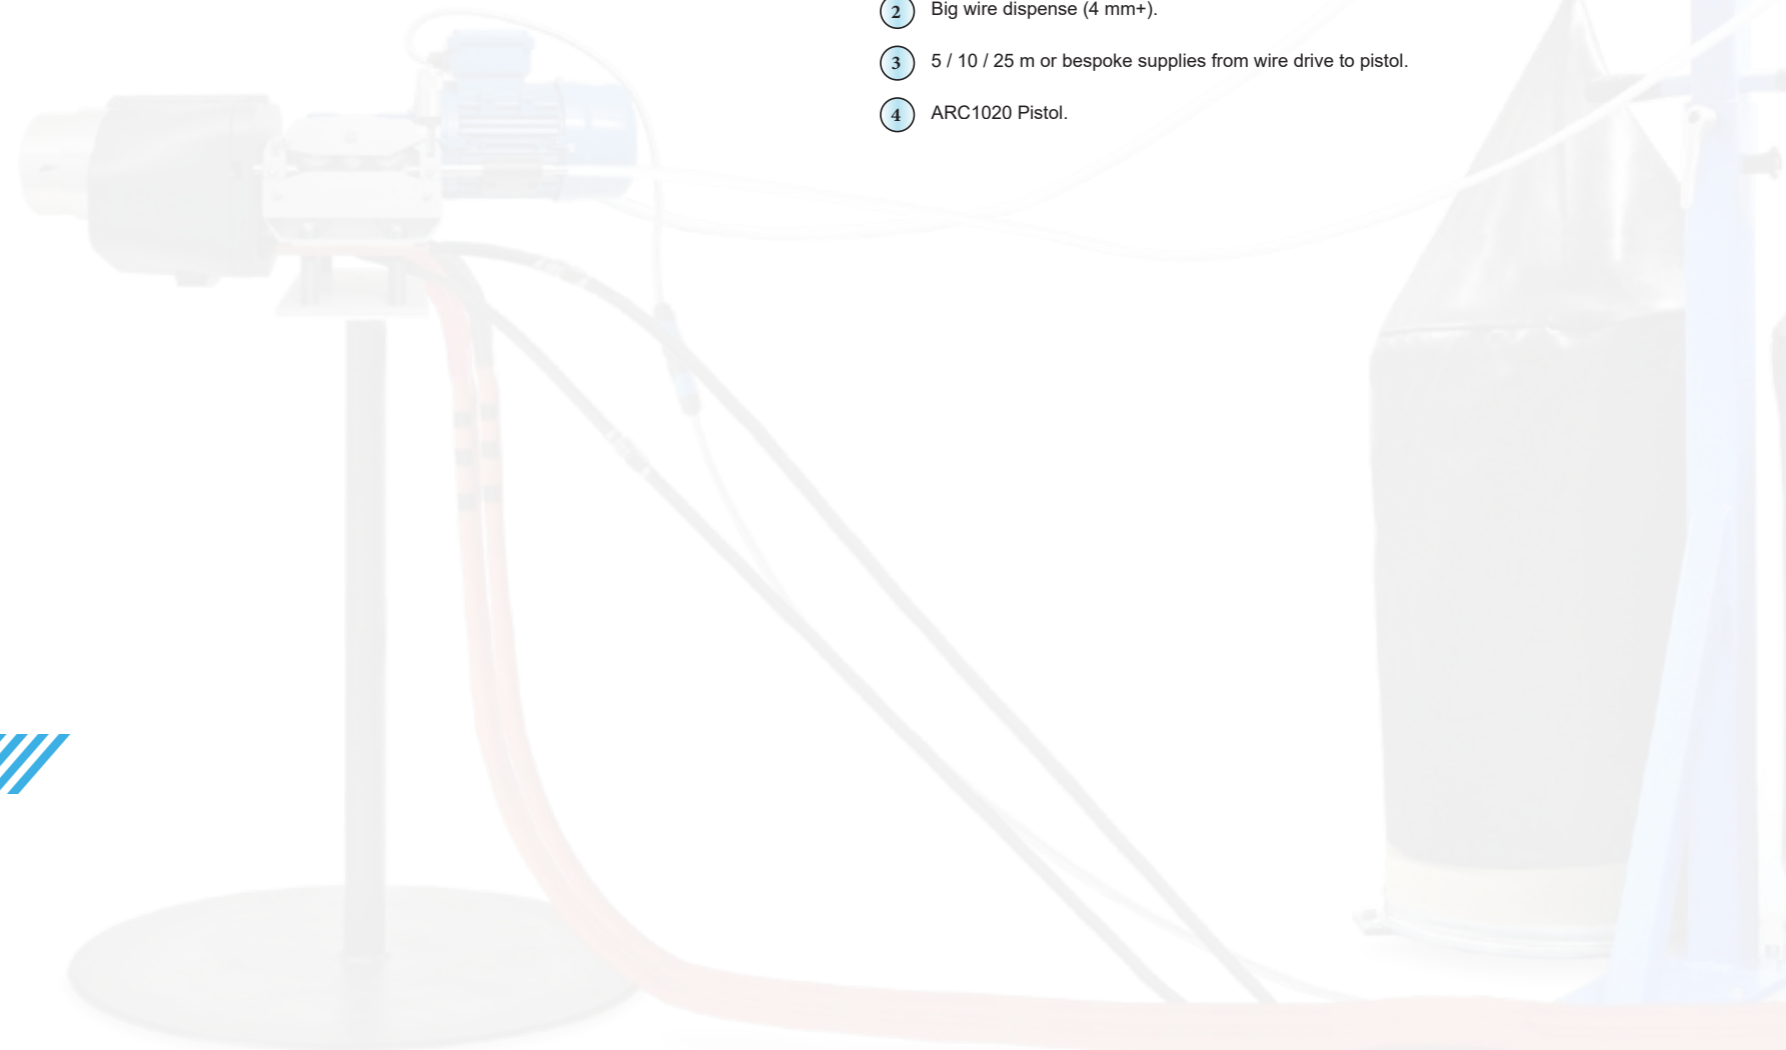 2 Big wire dispense (4 mm+).
3 5 / 10 / 25 m or bespoke supplies from wire drive to pistol.
4 ARC1020 Pistol.